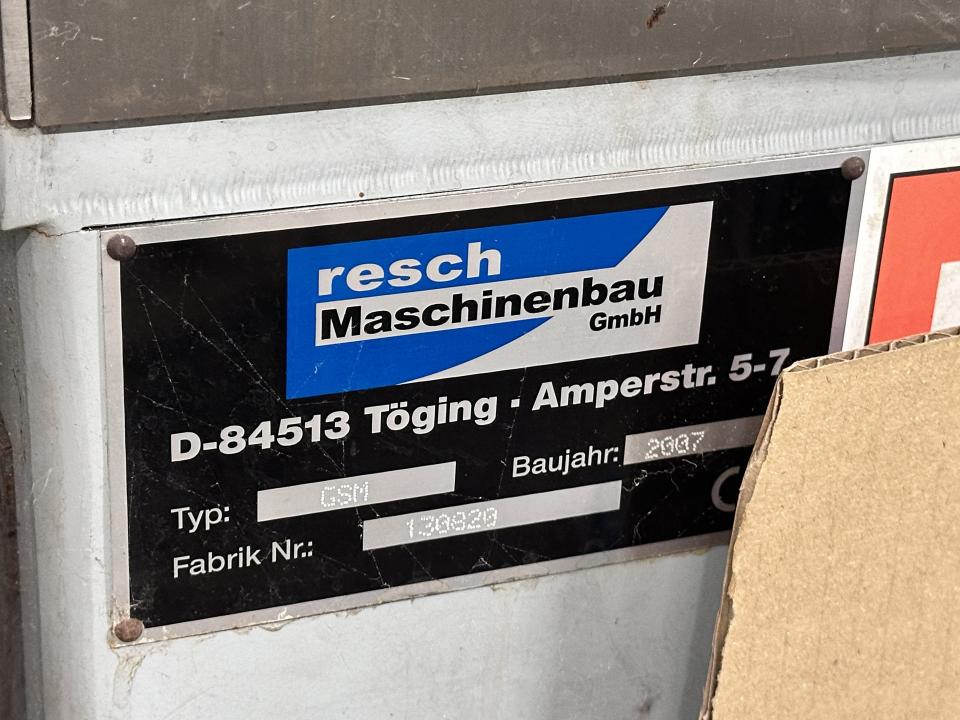 resch
Maschinenbau
GmbH
D-84513 Töging · Amperstr. 5-7
Typ: GSM Baujahr: 2007
Fabrik Nr.: 130820